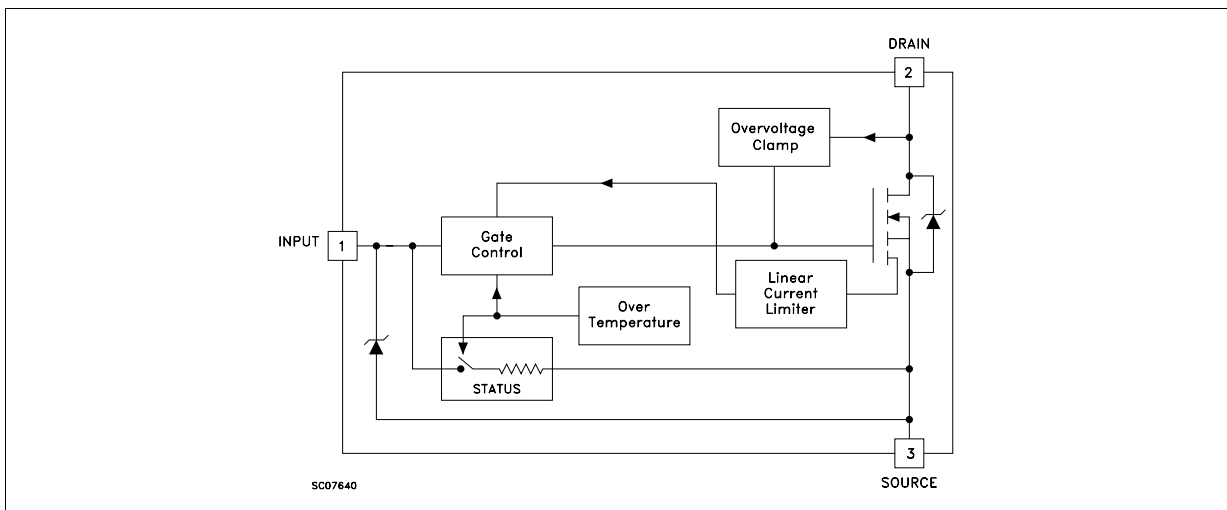 DRAIN
2
Overvoltage
Clamp
INPUT
1
Gate
Control
Linear
Current
Limiter
Over
Temperature
STATUS
3
SOURCE
SC07640